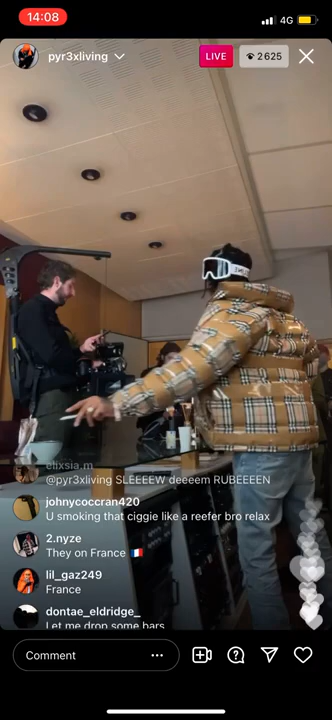 14:08
4G
pyr3xliving
LIVE
2625
elixsia.m
@pyr3xliving SLEEEEW deeeem RUBEEEEN
johnycoccran420
U smoking that ciggie like a reefer bro relax
2.nyze
They on France 🇫🇷
lil_gaz249
France
dontae_eldridge_
Let me drop some bars
Comment